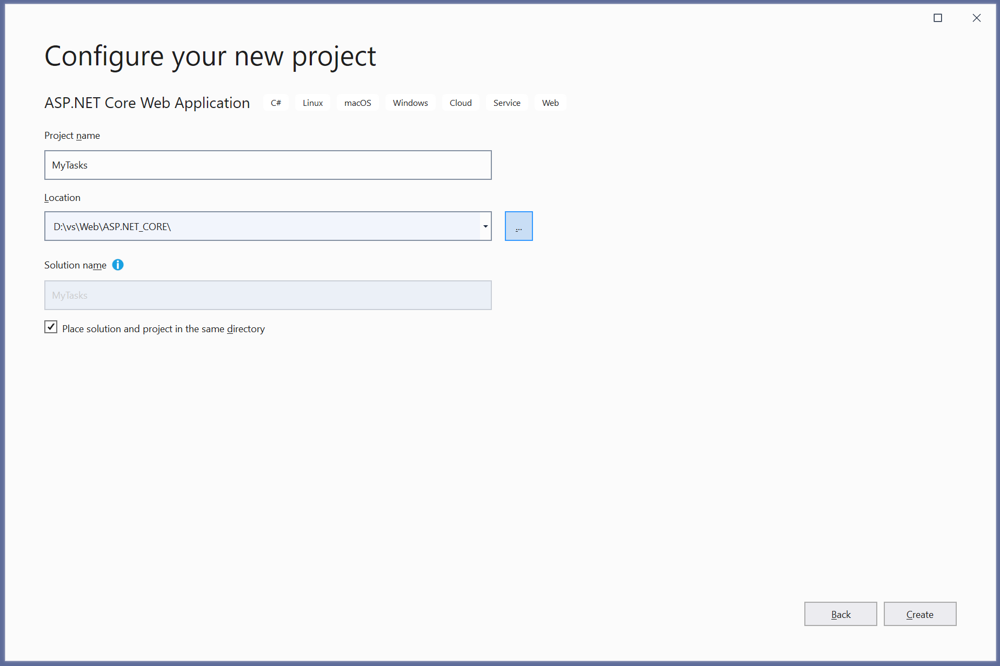 Configure your new project
ASP.NET Core Web Application C# Linux macOS Windows Cloud Service Web
Project name
MyTasks
Location
D:\vs\Web\ASP.NET_CORE\
...
Solution name
MyTasks
Place solution and project in the same directory
Back Create